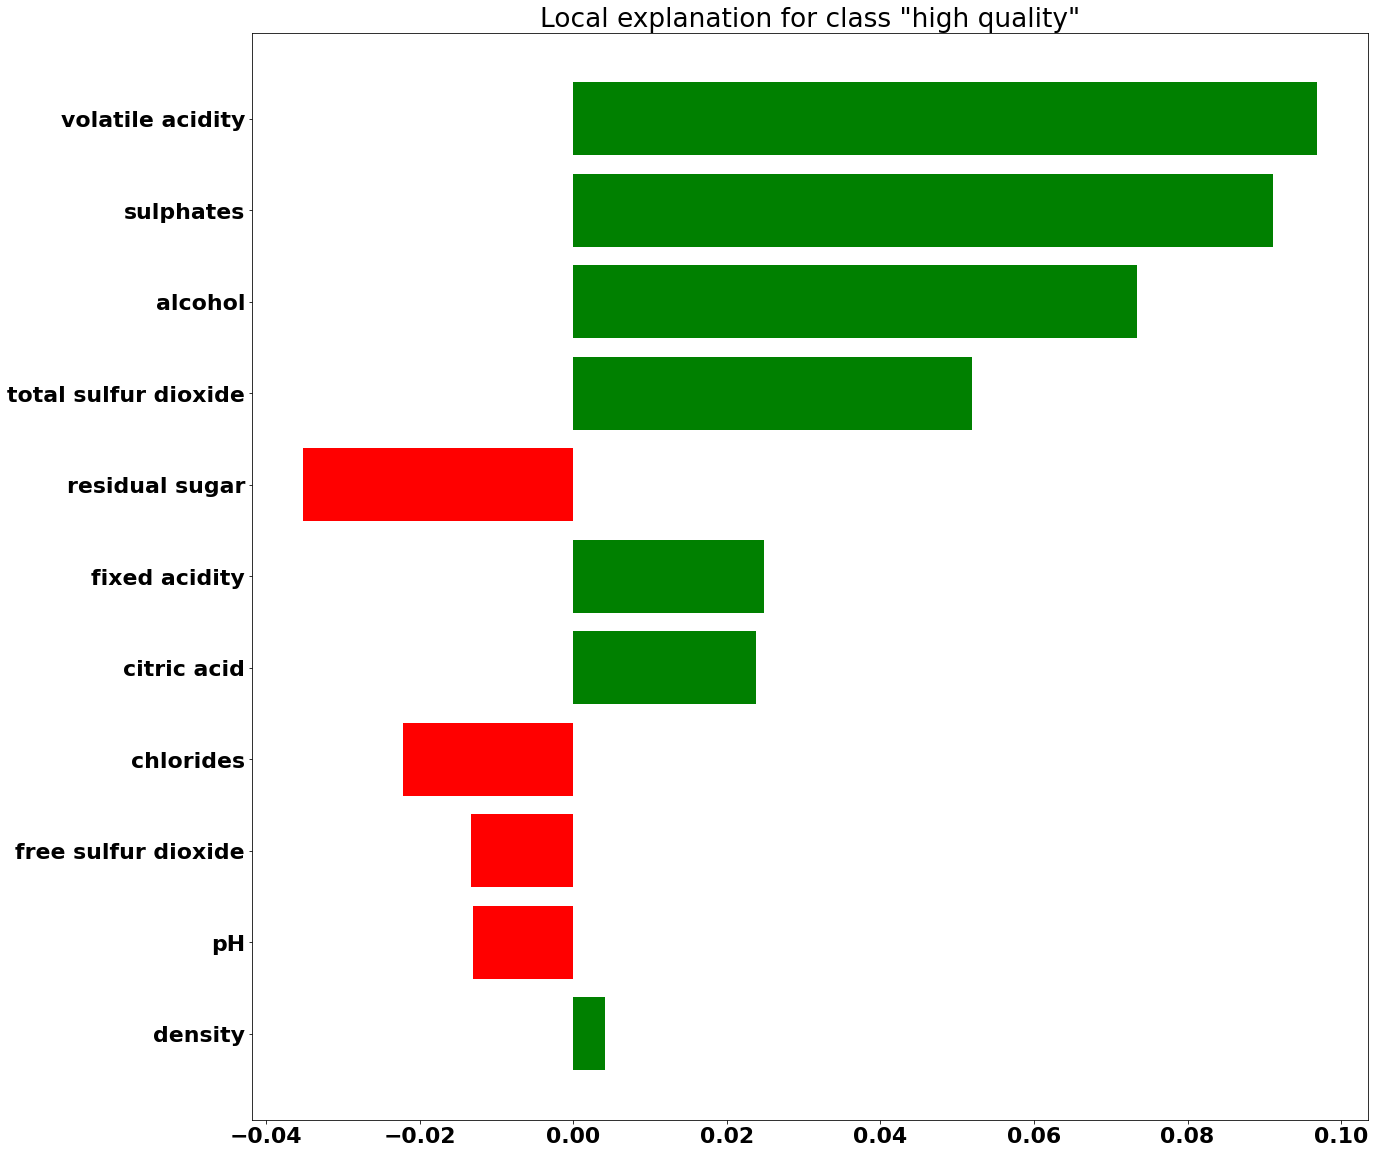 Local explanation for class "high quality"
volatile acidity
sulphates
alcohol
total sulfur dioxide
residual sugar
fixed acidity
citric acid
chlorides
free sulfur dioxide
pH
density
−0.04 −0.02 0.00 0.02 0.04 0.06 0.08 0.10